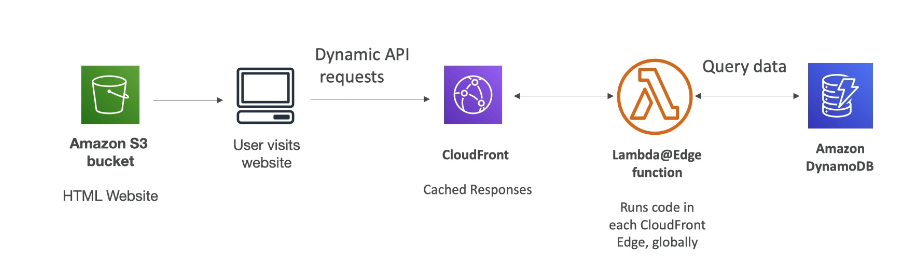 Amazon S3
bucket
HTML Website
User visits
website
Dynamic API
requests
CloudFront
Cached Responses
Lambda@Edge
function
Runs code in
each CloudFront
Edge, globally
Query data
Amazon
DynamoDB